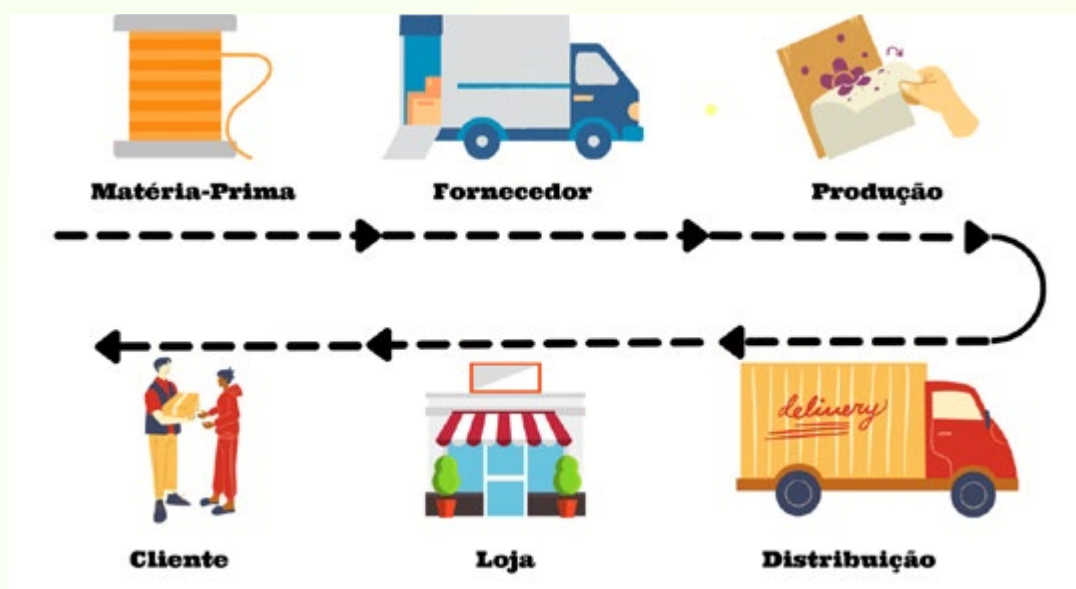 Matéria-Prima
Fornecedor
Produção
delivery
Cliente
Loja
Distribuição